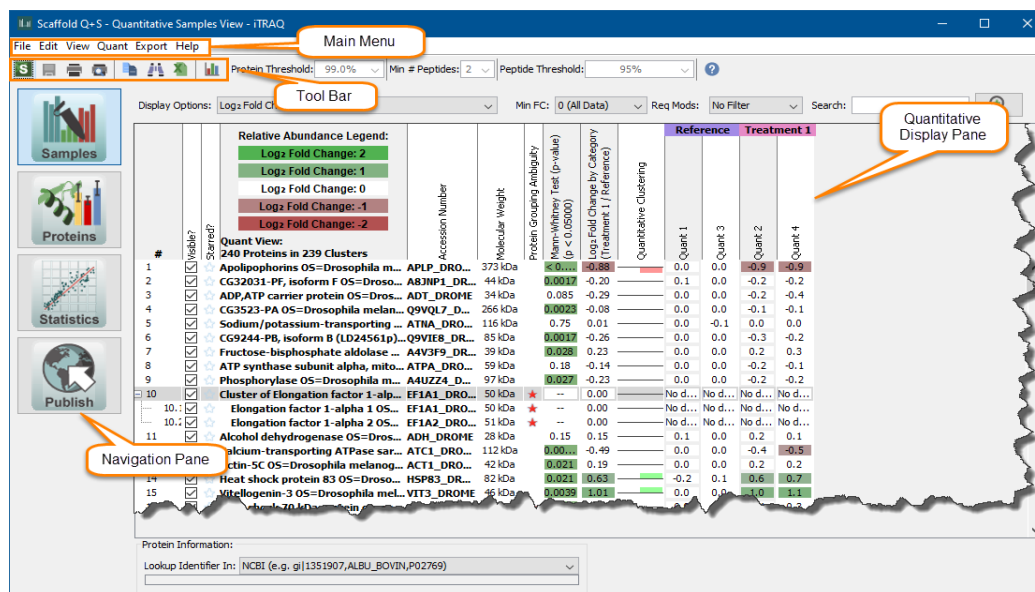 Scaffold Q+S - Quantitative Samples View - iTRAQ
File Edit View Quant Export Help
Main Menu
Protein Threshold: 99.0% Min # Peptides: 2 Peptide Threshold: 95%
Tool Bar
Display Options: Log₂ Fold Min FC: 0 (All Data) Req Mods: No Filter Search:
Quantitative Display Pane
Samples
Proteins
Statistics
Publish
Navigation Pane
Relative Abundance Legend:
Log₂ Fold Change: 2
Log₂ Fold Change: 1
Log₂ Fold Change: 0
Log₂ Fold Change: -1
Log₂ Fold Change: -2
Quant View:
240 Proteins in 239 Clusters
#
Visible?
Starred?
Accession Number
Molecular Weight
Protein Grouping Ambiguity
Mann-Whitney Test (p-value)
(p < 0.05000)
Log₂ Fold Change by Category
(Treatment 1 / Reference)
Quantitative Clustering
Reference Treatment 1
Quant 1 Quant 3 Quant 2 Quant 4
1 Apolipophorins OS=Drosophila m... APLP_DRO... 373 kDa < 0.... -0.88 0.0 0.0 -0.9 -0.9
2 CG32031-PF, isoform F OS=Droso... A8JNP1_DR... 44 kDa 0.0017 -0.20 0.1 0.0 -0.2 -0.2
3 ADP,ATP carrier protein OS=Dros... ADT_DROME 34 kDa 0.085 -0.29 0.0 0.0 -0.2 -0.4
4 CG3523-PA OS=Drosophila melan... Q9VQL7_D... 266 kDa 0.0023 -0.08 0.0 0.0 -0.1 -0.1
5 Sodium/potassium-transporting ... ATNA_DRO... 116 kDa 0.75 0.01 0.0 -0.1 0.0 0.0
6 CG9244-PB, isoform B (LD24561p)... Q9VIE8_DR... 85 kDa 0.0017 -0.26 0.0 0.0 -0.3 -0.2
7 Fructose-bisphosphate aldolase ... A4V3F9_DR... 39 kDa 0.028 0.23 0.0 0.0 0.2 0.3
8 ATP synthase subunit alpha, mito... ATPA_DRO... 59 kDa 0.18 -0.14 0.0 0.0 -0.2 -0.1
9 Phosphorylase OS=Drosophila m... A4UZZ4_D... 97 kDa 0.027 -0.23 0.0 0.0 -0.2 -0.2
10 Cluster of Elongation factor 1-alp... EF1A1_DRO... 50 kDa -- 0.00 No d... No d... No d... No d...
10.1 Elongation factor 1-alpha 1 OS... EF1A1_DRO... 50 kDa -- 0.00 No d... No d... No d... No d...
10.2 Elongation factor 1-alpha 2 OS... EF1A2_DRO... 51 kDa -- 0.00 No d... No d... No d... No d...
11 Alcohol dehydrogenase OS=Dros... ADH_DROME 28 kDa 0.15 0.15 0.1 0.0 0.2 0.1
alcium-transporting ATPase sar... ATC1_DRO... 112 kDa 0.00... -0.49 0.0 0.0 -0.4 -0.5
ctin-5C OS=Drosophila melanog... ACT1_DRO... 42 kDa 0.021 0.19 0.0 0.0 0.2 0.2
14 Heat shock protein 83 OS=Droso... HSP83_DR... 82 kDa 0.021 0.63 -0.2 0.1 0.6 0.7
15 Vitellogenin-3 OS=Drosophila mel... VIT3_DROME 46 kDa 0.0039 1.01 0.0 0.0 1.0 1.1
Protein Information:
Lookup Identifier In: NCBI (e.g. gi|1351907,ALBU_BOVIN,P02769)